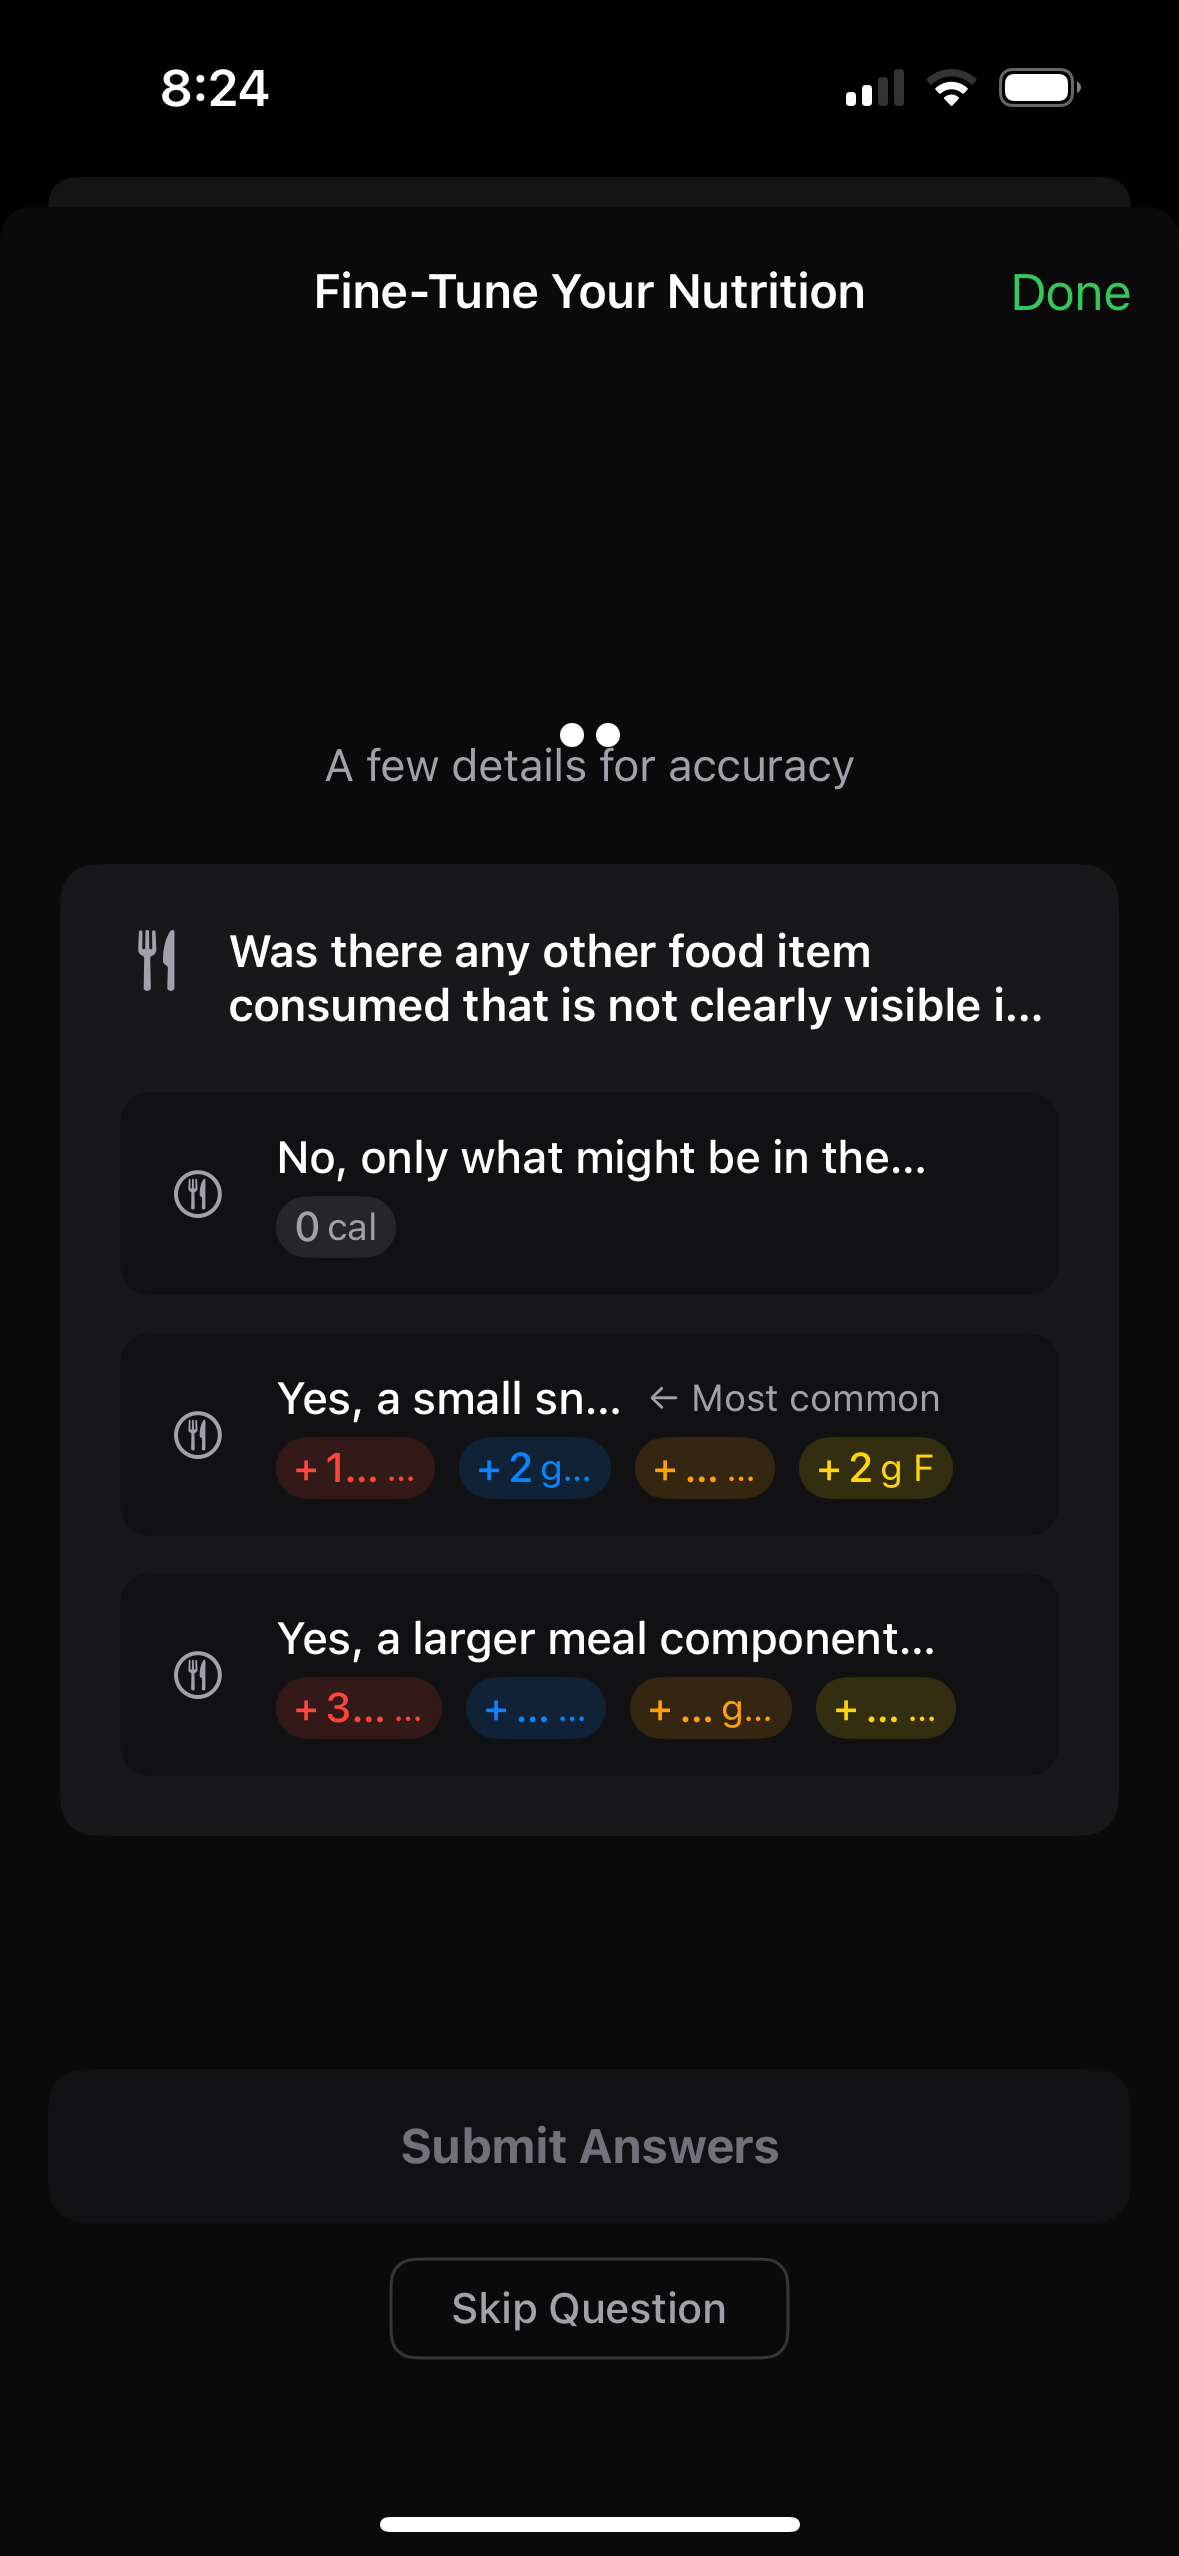 8:24
Fine-Tune Your Nutrition
Done
A few details for accuracy
Was there any other food item
consumed that is not clearly visible i...
No, only what might be in the...
0 cal
Yes, a small sn... ← Most common
+ 1... ... + 2 g... + ... ... + 2 g F
Yes, a larger meal component...
+ 3... ... + ... ... + ... g... + ... ...
Submit Answers
Skip Question